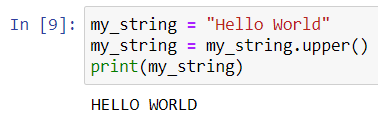 In [9]: my_string = "Hello World"
my_string = my_string.upper()
print(my_string)
HELLO WORLD